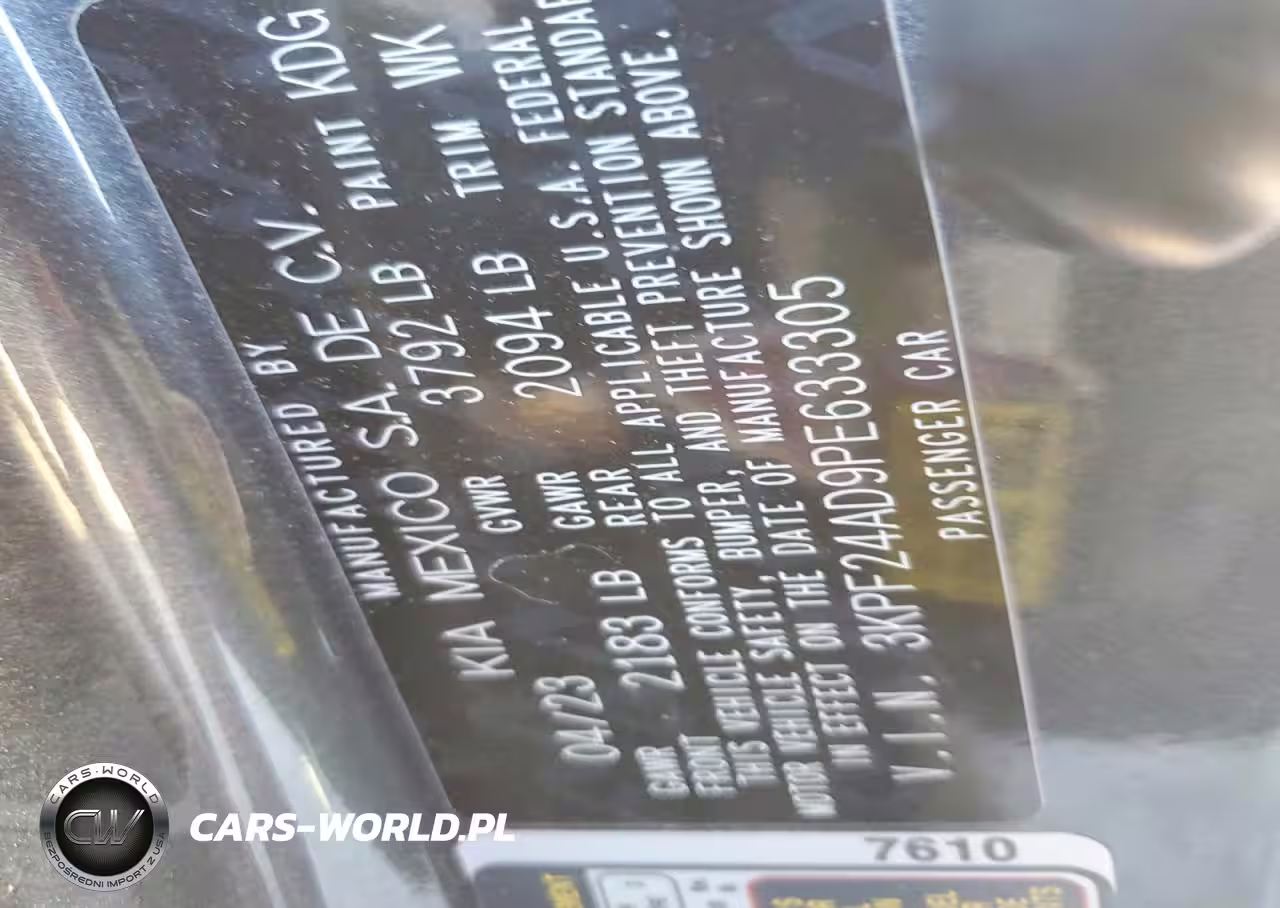 MANUFACTURED BY
KIA MEXICO S.A. DE C.V.
04/23 GVWR 3792 LB PAINT KDG
GAWR FRONT 2183 LB GAWR REAR 2094 LB TRIM WK
THIS VEHICLE CONFORMS TO ALL APPLICABLE U.S.A. FEDERAL
MOTOR VEHICLE SAFETY, BUMPER, AND THEFT PREVENTION
IN EFFECT ON THE DATE OF MANUFACTURE SHOWN ABOVE.
V.I.N. 3KPF24AD9PE633305
PASSENGER CAR
7610
CARS-WORLD
CW
BEZPOŚREDNI IMPORT Z USA
CARS-WORLD.PL